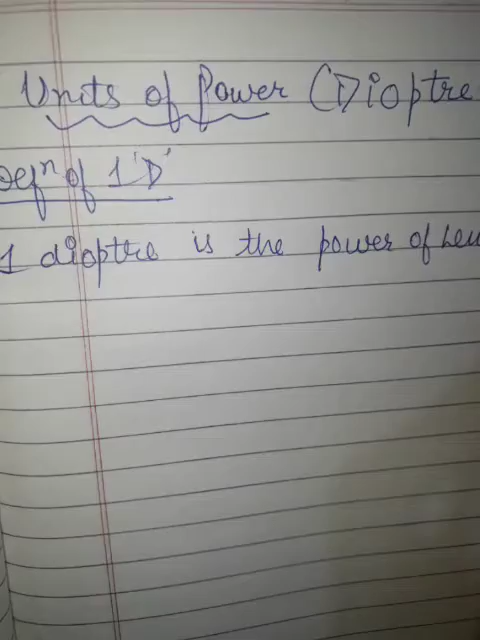 Units of Power (Dioptre
Defⁿ of 1'D'
1 dioptre is the power of